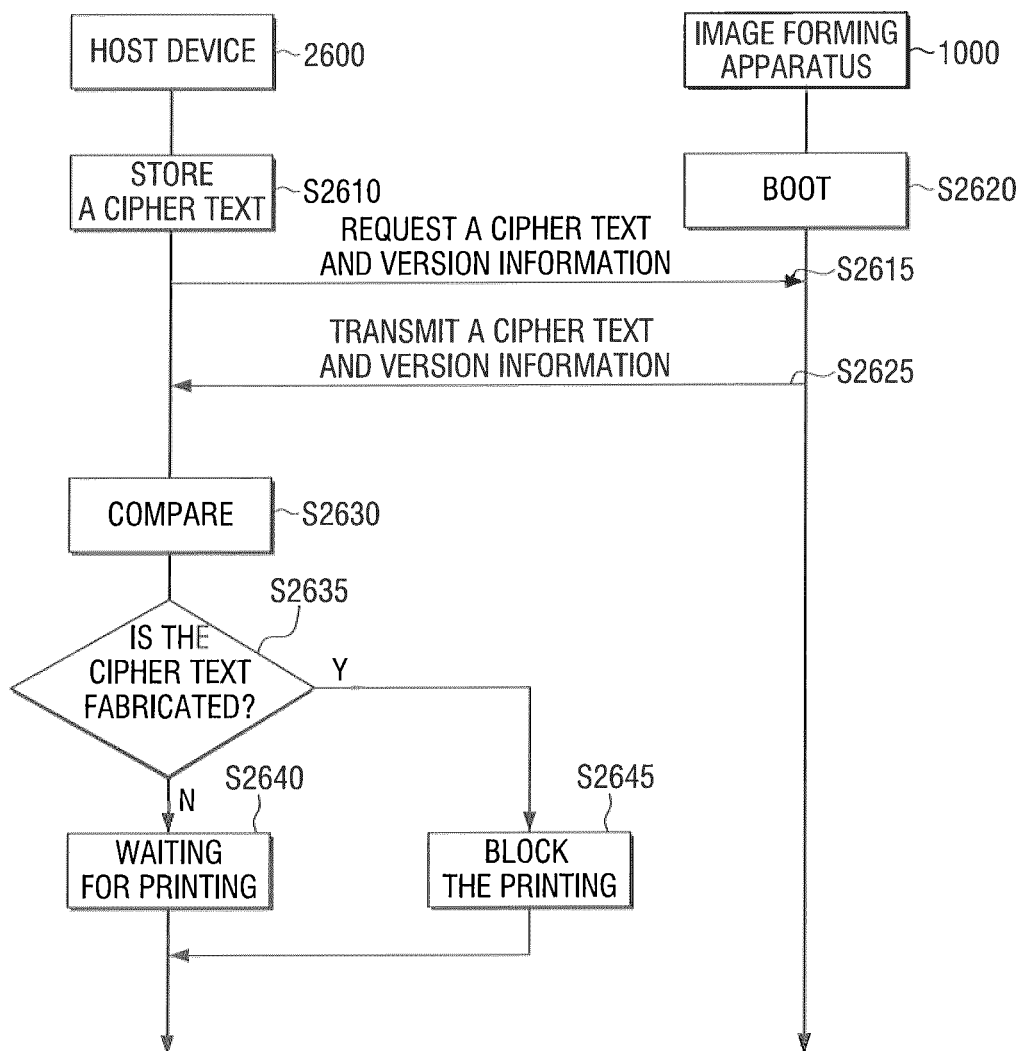 HOST DEVICE
2600
IMAGE FORMING
APPARATUS
1000
STORE
A CIPHER TEXT
S2610
BOOT
S2620
REQUEST A CIPHER TEXT
AND VERSION INFORMATION
S2615
TRANSMIT A CIPHER TEXT
AND VERSION INFORMATION
S2625
COMPARE
S2630
S2635
IS THE
CIPHER TEXT
FABRICATED?
Y
N
S2640
WAITING
FOR PRINTING
S2645
BLOCK
THE PRINTING